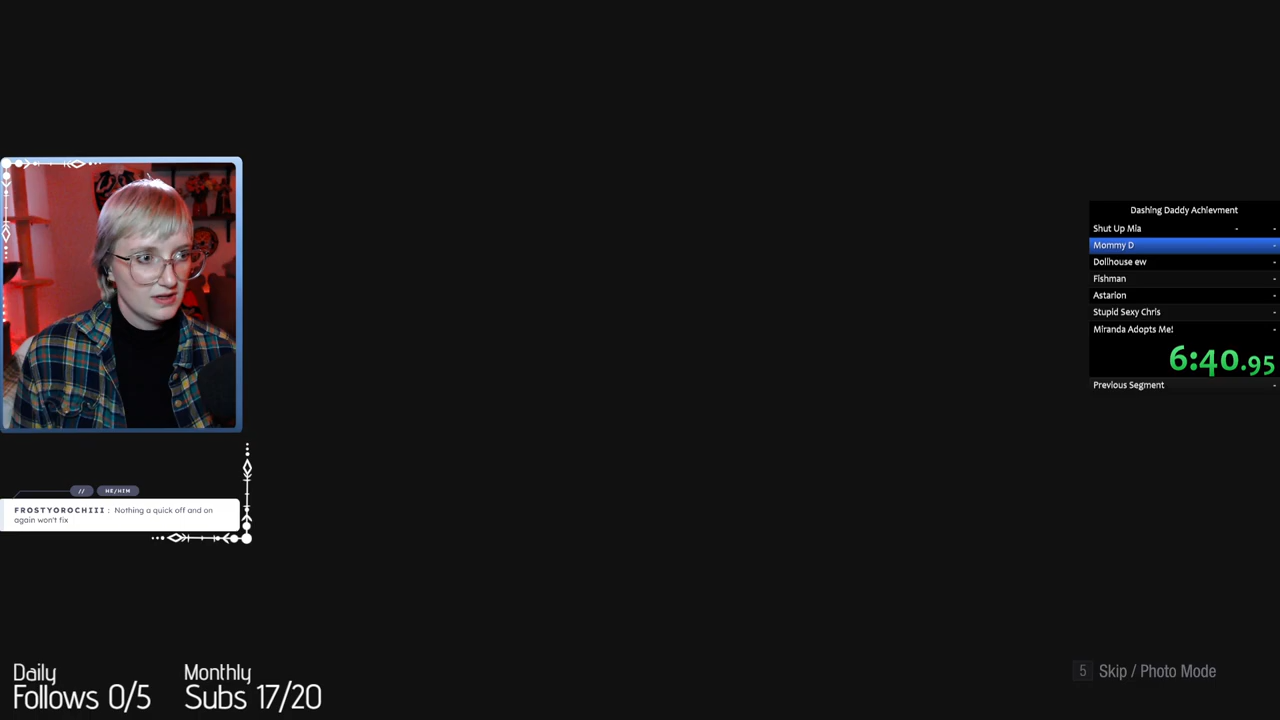 Dashing Daddy Achievment
Shut Up Mia - -
Mommy D -
Dollhouse ew -
Fishman -
Astarion -
Stupid Sexy Chris -
Miranda Adopts Me! -
6:40.95
Previous Segment -
// HE/HIM
FROSTYOROCHIII : Nothing a quick off and on
again won't fix
Daily
Follows 0/5
Monthly
Subs 17/20
5 Skip / Photo Mode